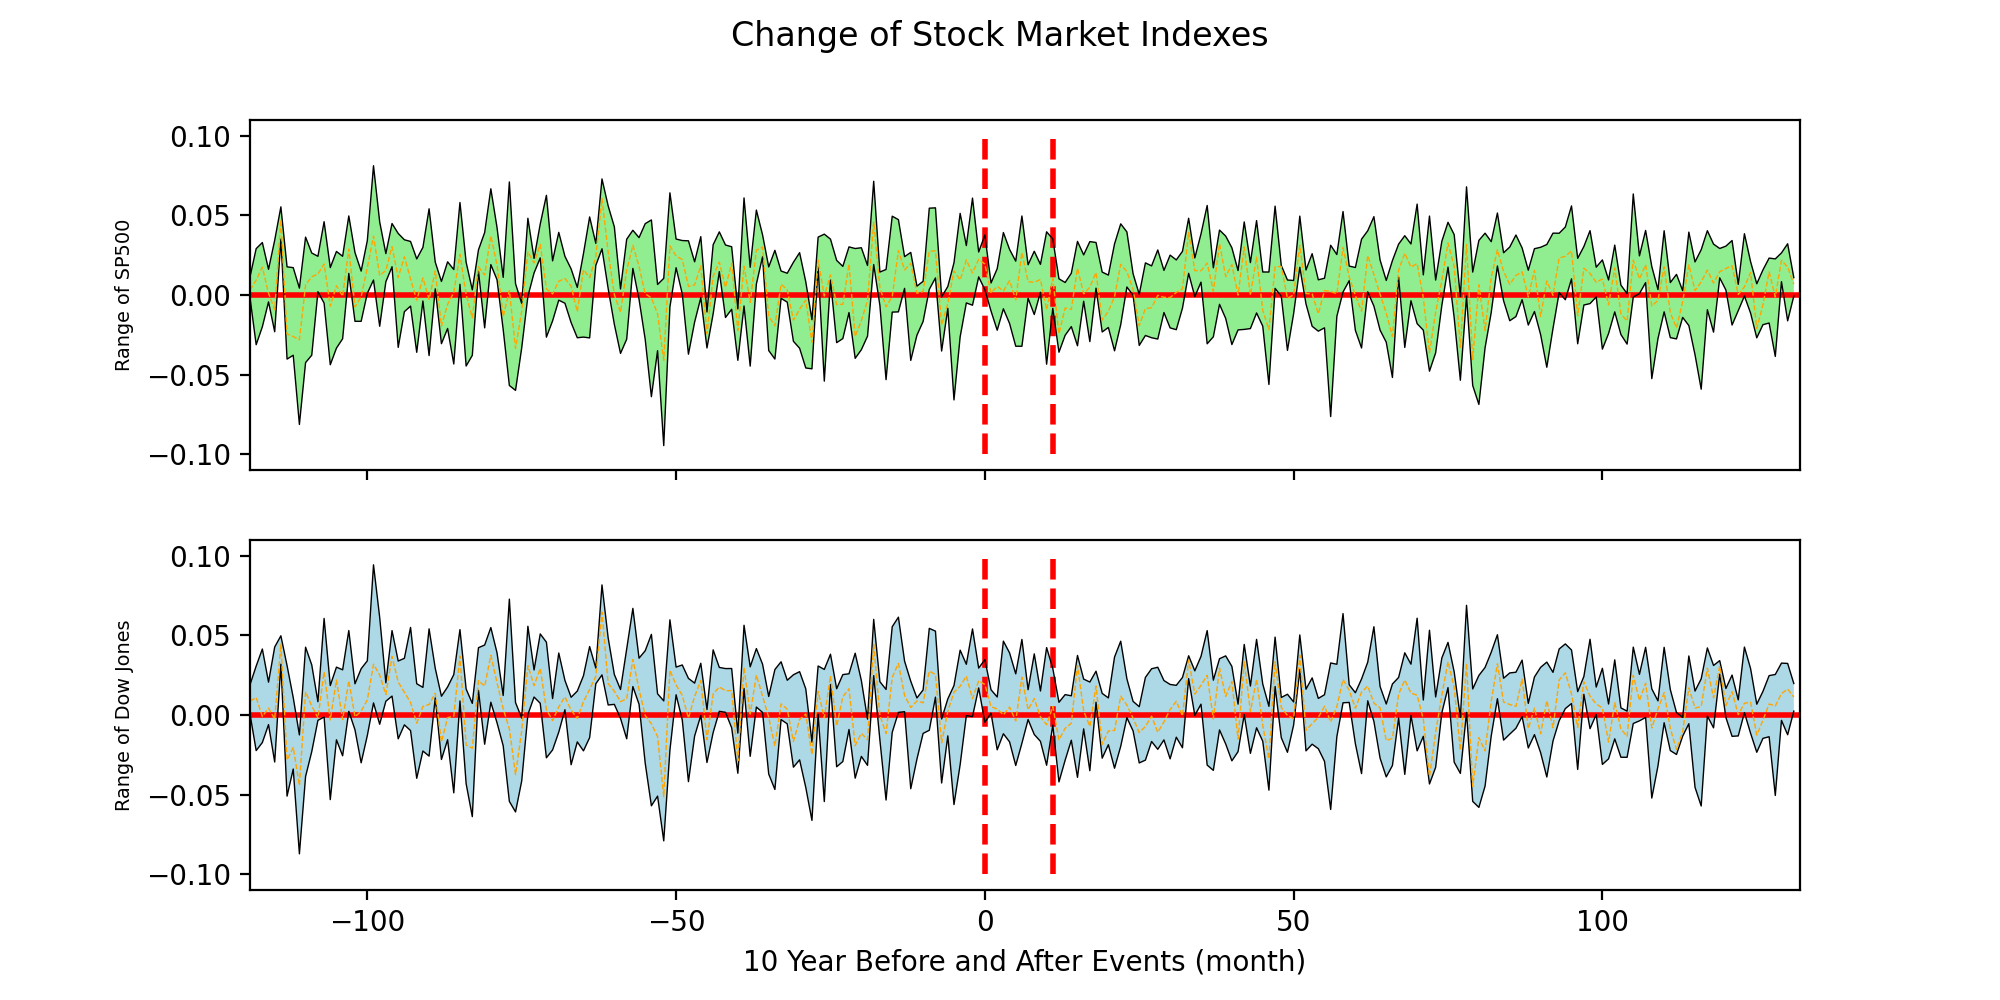 Change of Stock Market Indexes
0.10
0.05
0.00
−0.05
−0.10
Range of SP500
0.10
0.05
0.00
−0.05
−0.10
Range of Dow Jones
−100 −50 0 50 100
10 Year Before and After Events (month)